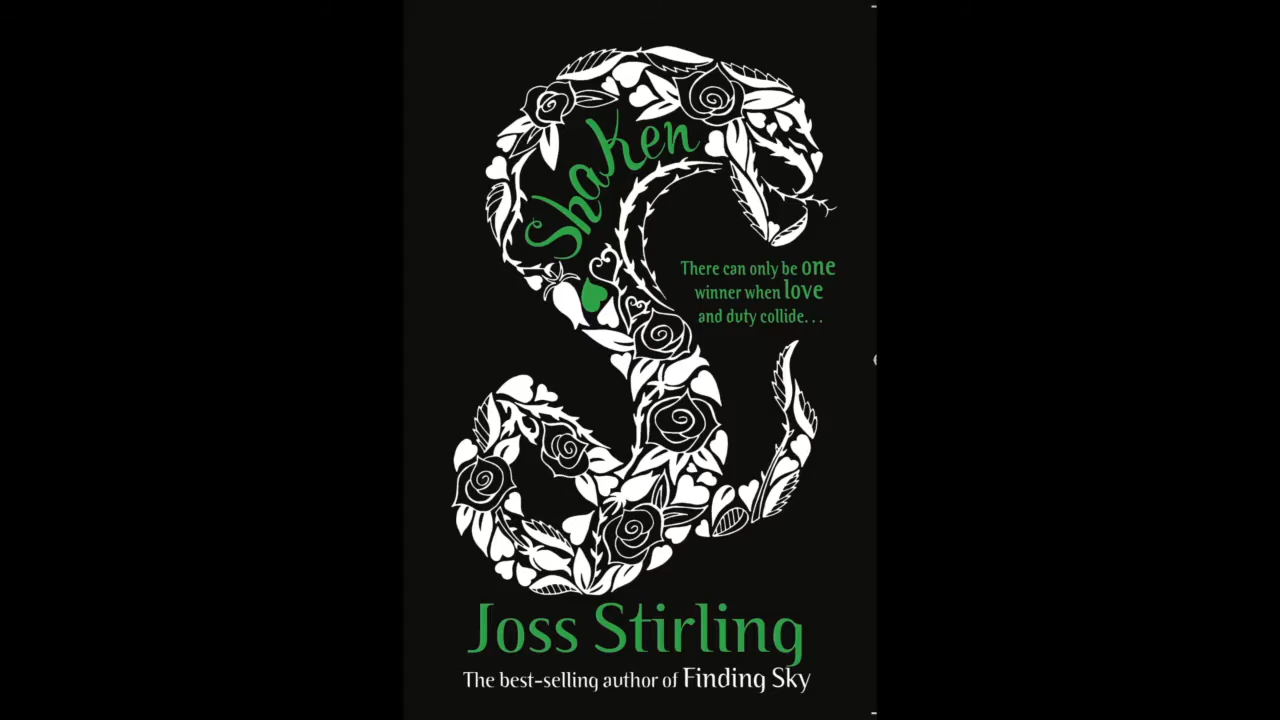 Shaken
There can only be one
winner when love
and duty collide...
Joss Stirling
The best-selling author of Finding Sky